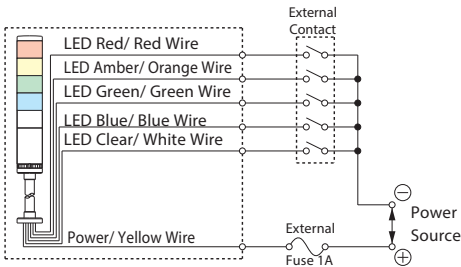 External
Contact
LED Red/ Red Wire
LED Amber/ Orange Wire
LED Green/ Green Wire
LED Blue/ Blue Wire
LED Clear/ White Wire
Power/ Yellow Wire
External
Fuse 1A
−
Power
Source
+